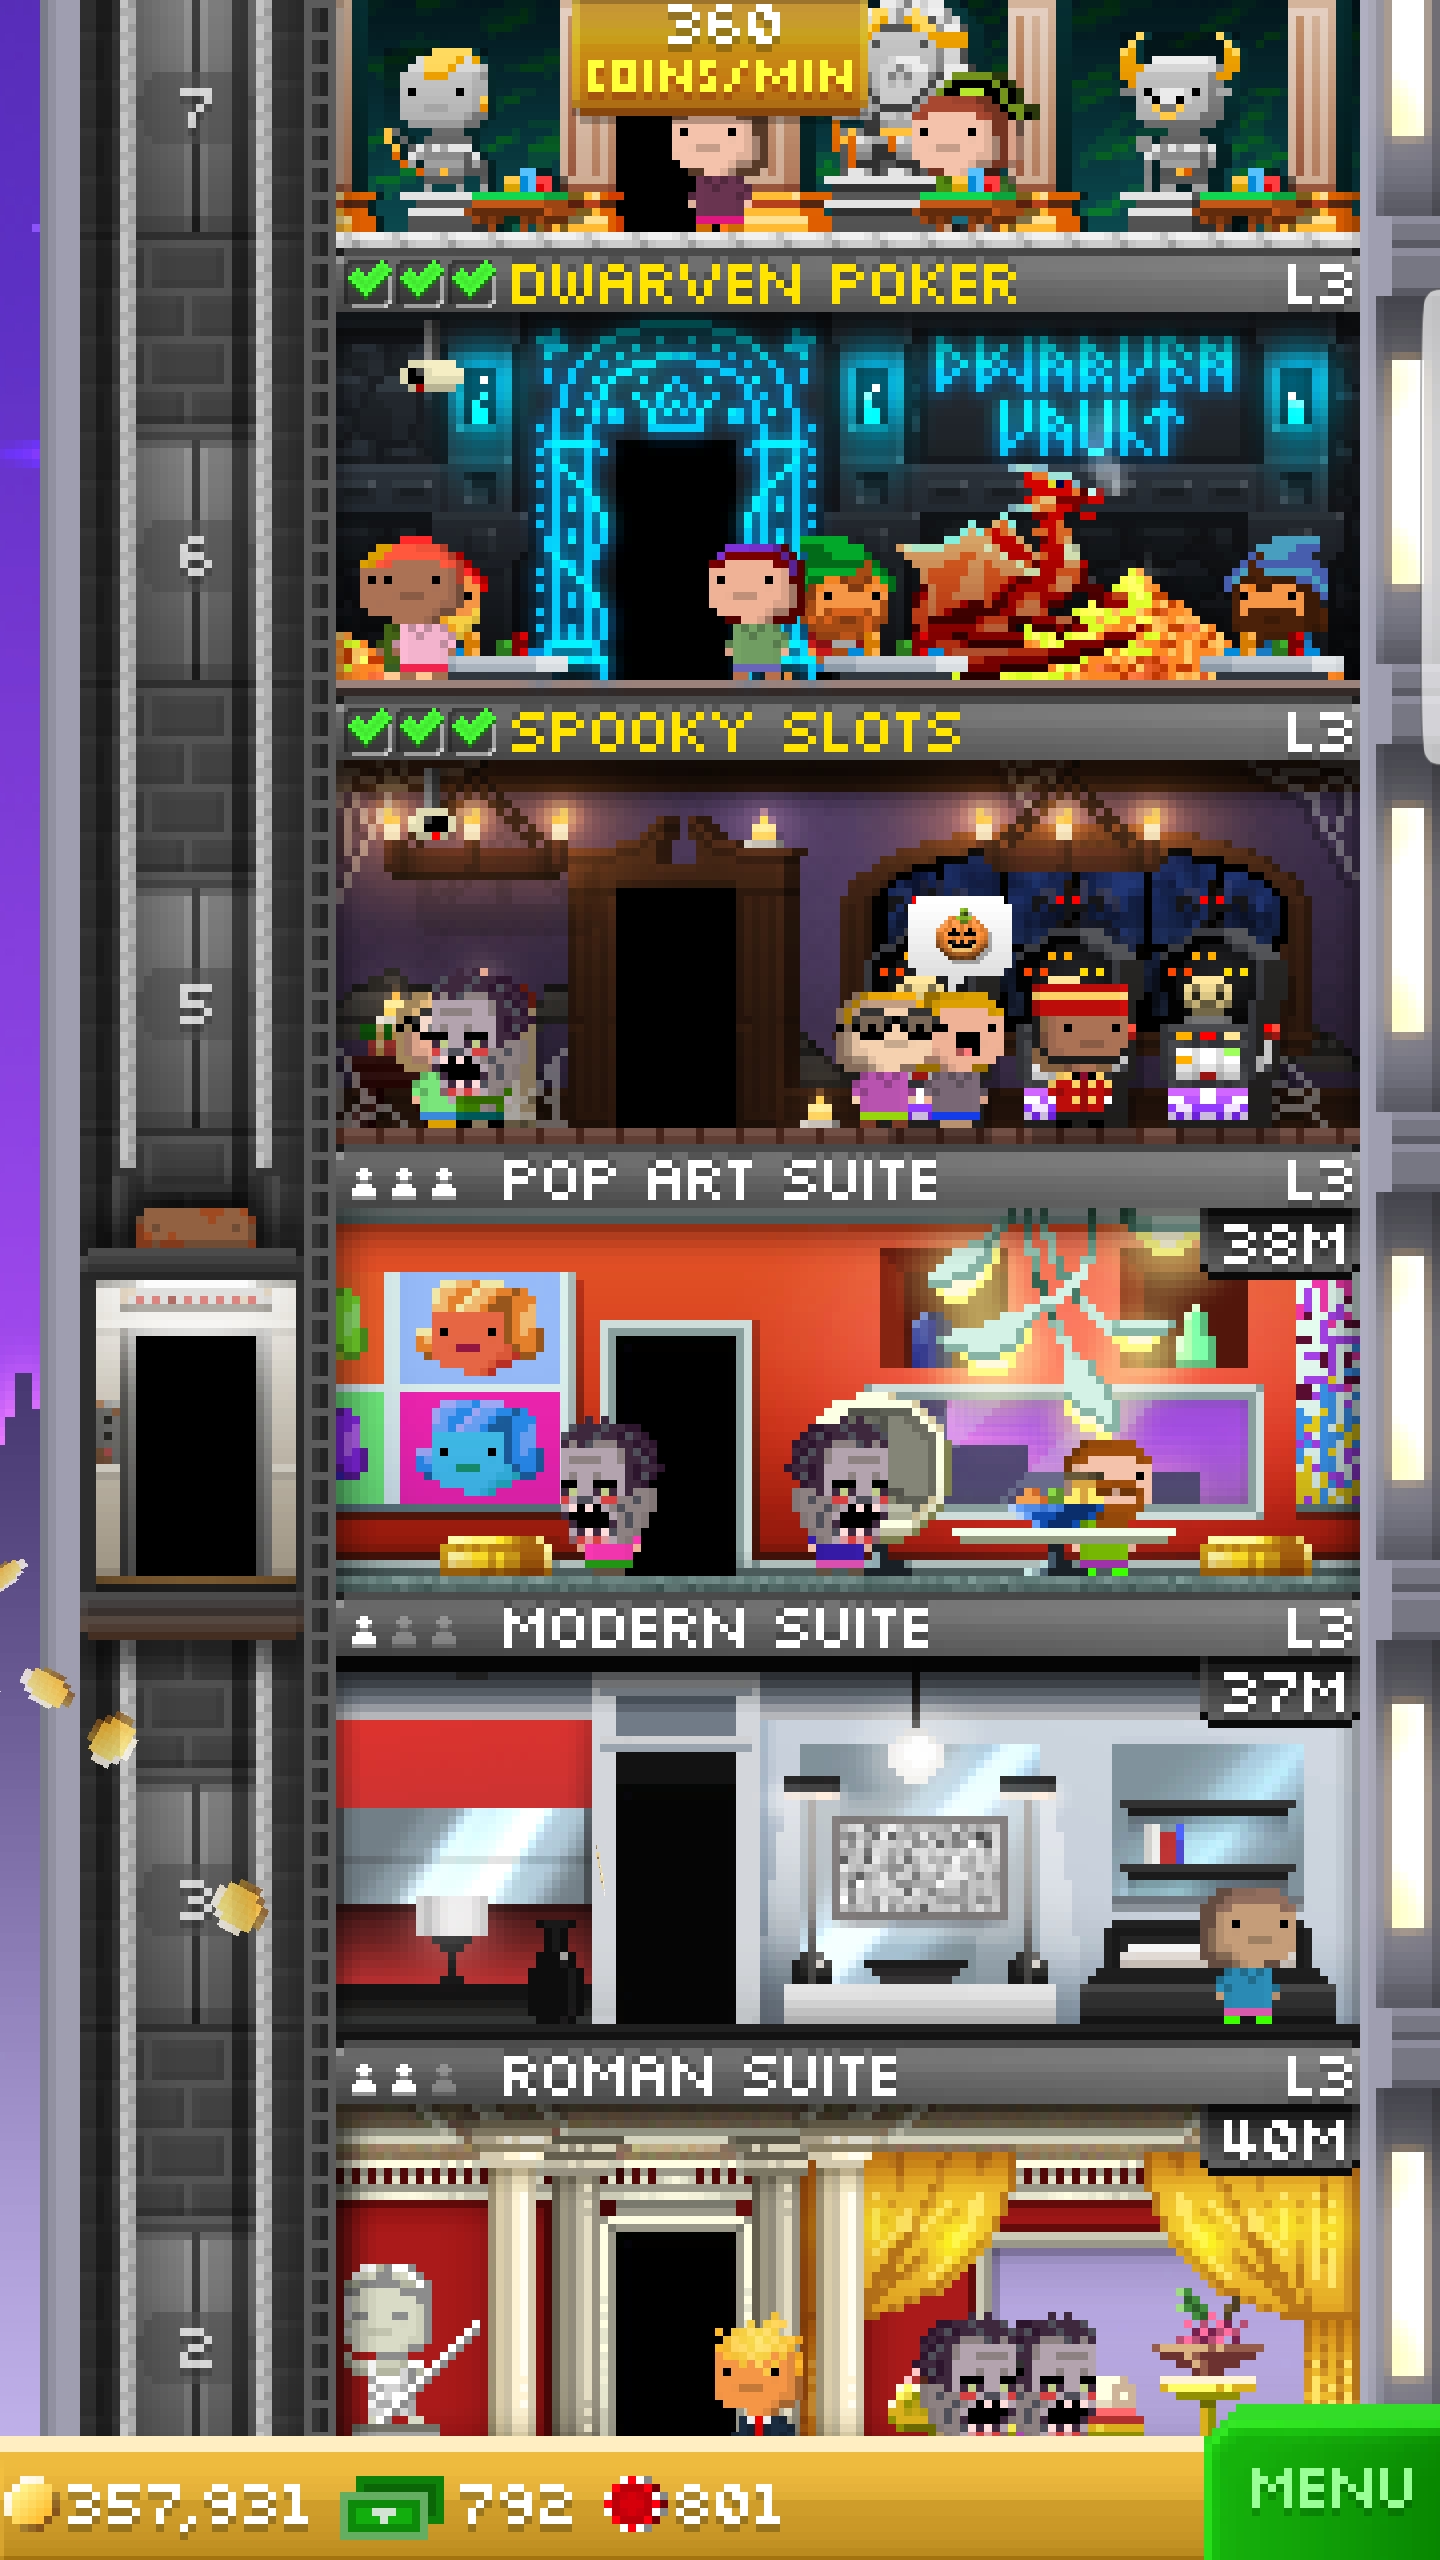 360
COINS/MIN
7
DWARVEN POKER L3
DWARVEN
VAULT
6
SPOOKY SLOTS L3
5
POP ART SUITE L3
38M
MODERN SUITE L3
37M
3
ROMAN SUITE L3
40M
2
357,931 792 801
MENU